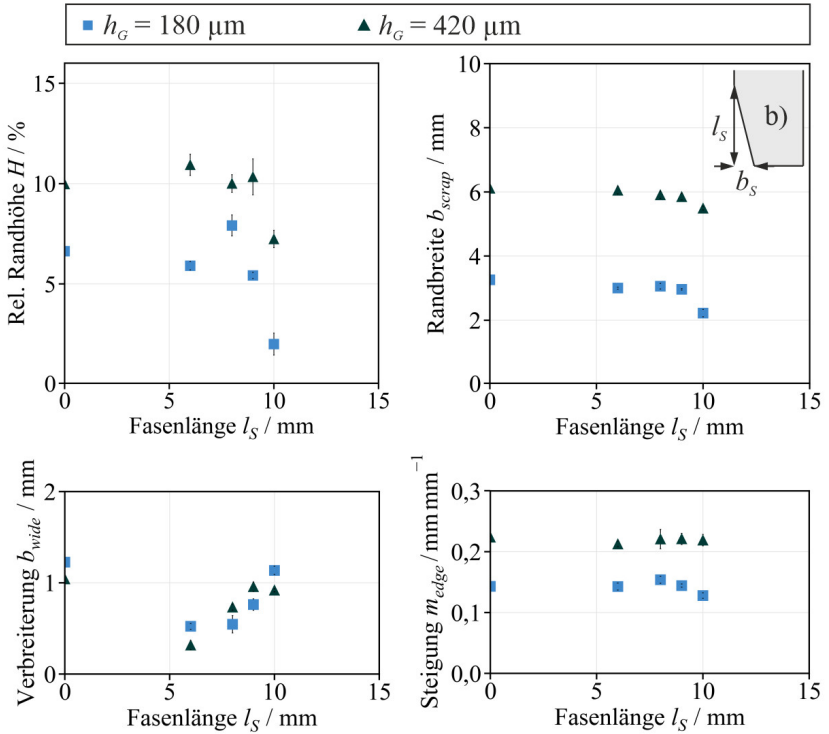 h_G = 180 µm h_G = 420 µm
Rel. Randhöhe H / %
15
10
5
0
0 5 10 15
Fasenlänge l_S / mm
Randbreite b_scrap / mm
10
8
6
4
2
0
0 5 10 15
Fasenlänge l_S / mm
b)
l_S
b_S
Verbreiterung b_wide / mm
2
1
0
0 5 10 15
Fasenlänge l_S / mm
Steigung m_edge / mm mm⁻¹
0,3
0,2
0,1
0,0
0 5 10 15
Fasenlänge l_S / mm